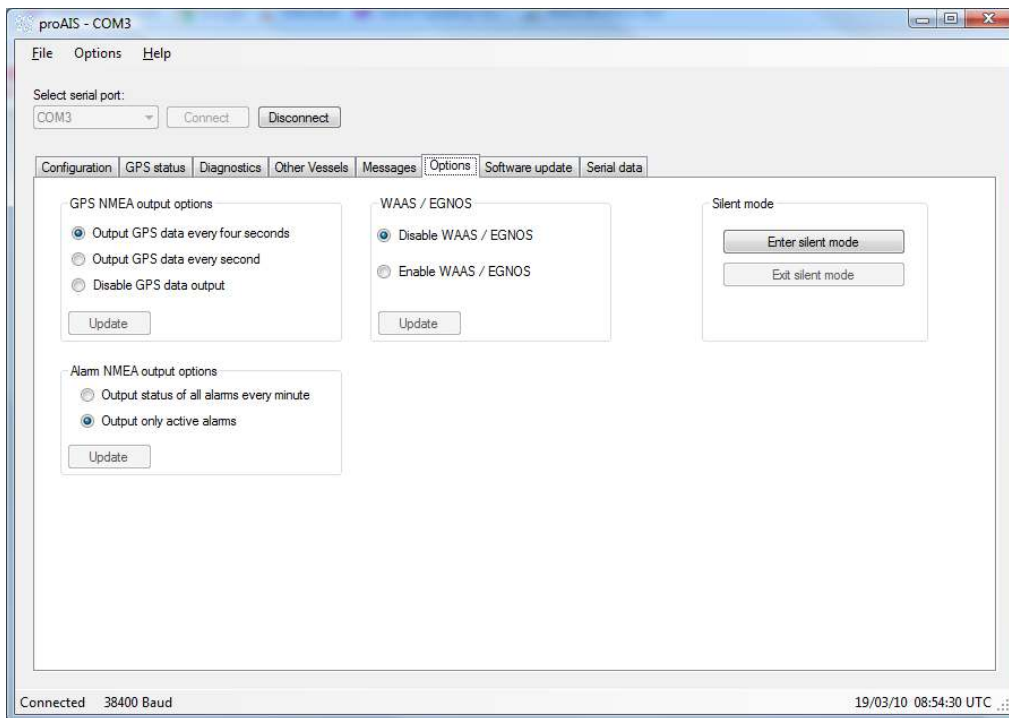 proAIS - COM3
File Options Help
Select serial port:
COM3 Connect Disconnect
Configuration GPS status Diagnostics Other Vessels Messages Options Software update Serial data
GPS NMEA output options
Output GPS data every four seconds
Output GPS data every second
Disable GPS data output
Update
WAAS / EGNOS
Disable WAAS / EGNOS
Enable WAAS / EGNOS
Update
Silent mode
Enter silent mode
Exit silent mode
Alarm NMEA output options
Output status of all alarms every minute
Output only active alarms
Update
Connected 38400 Baud 19/03/10 08:54:30 UTC